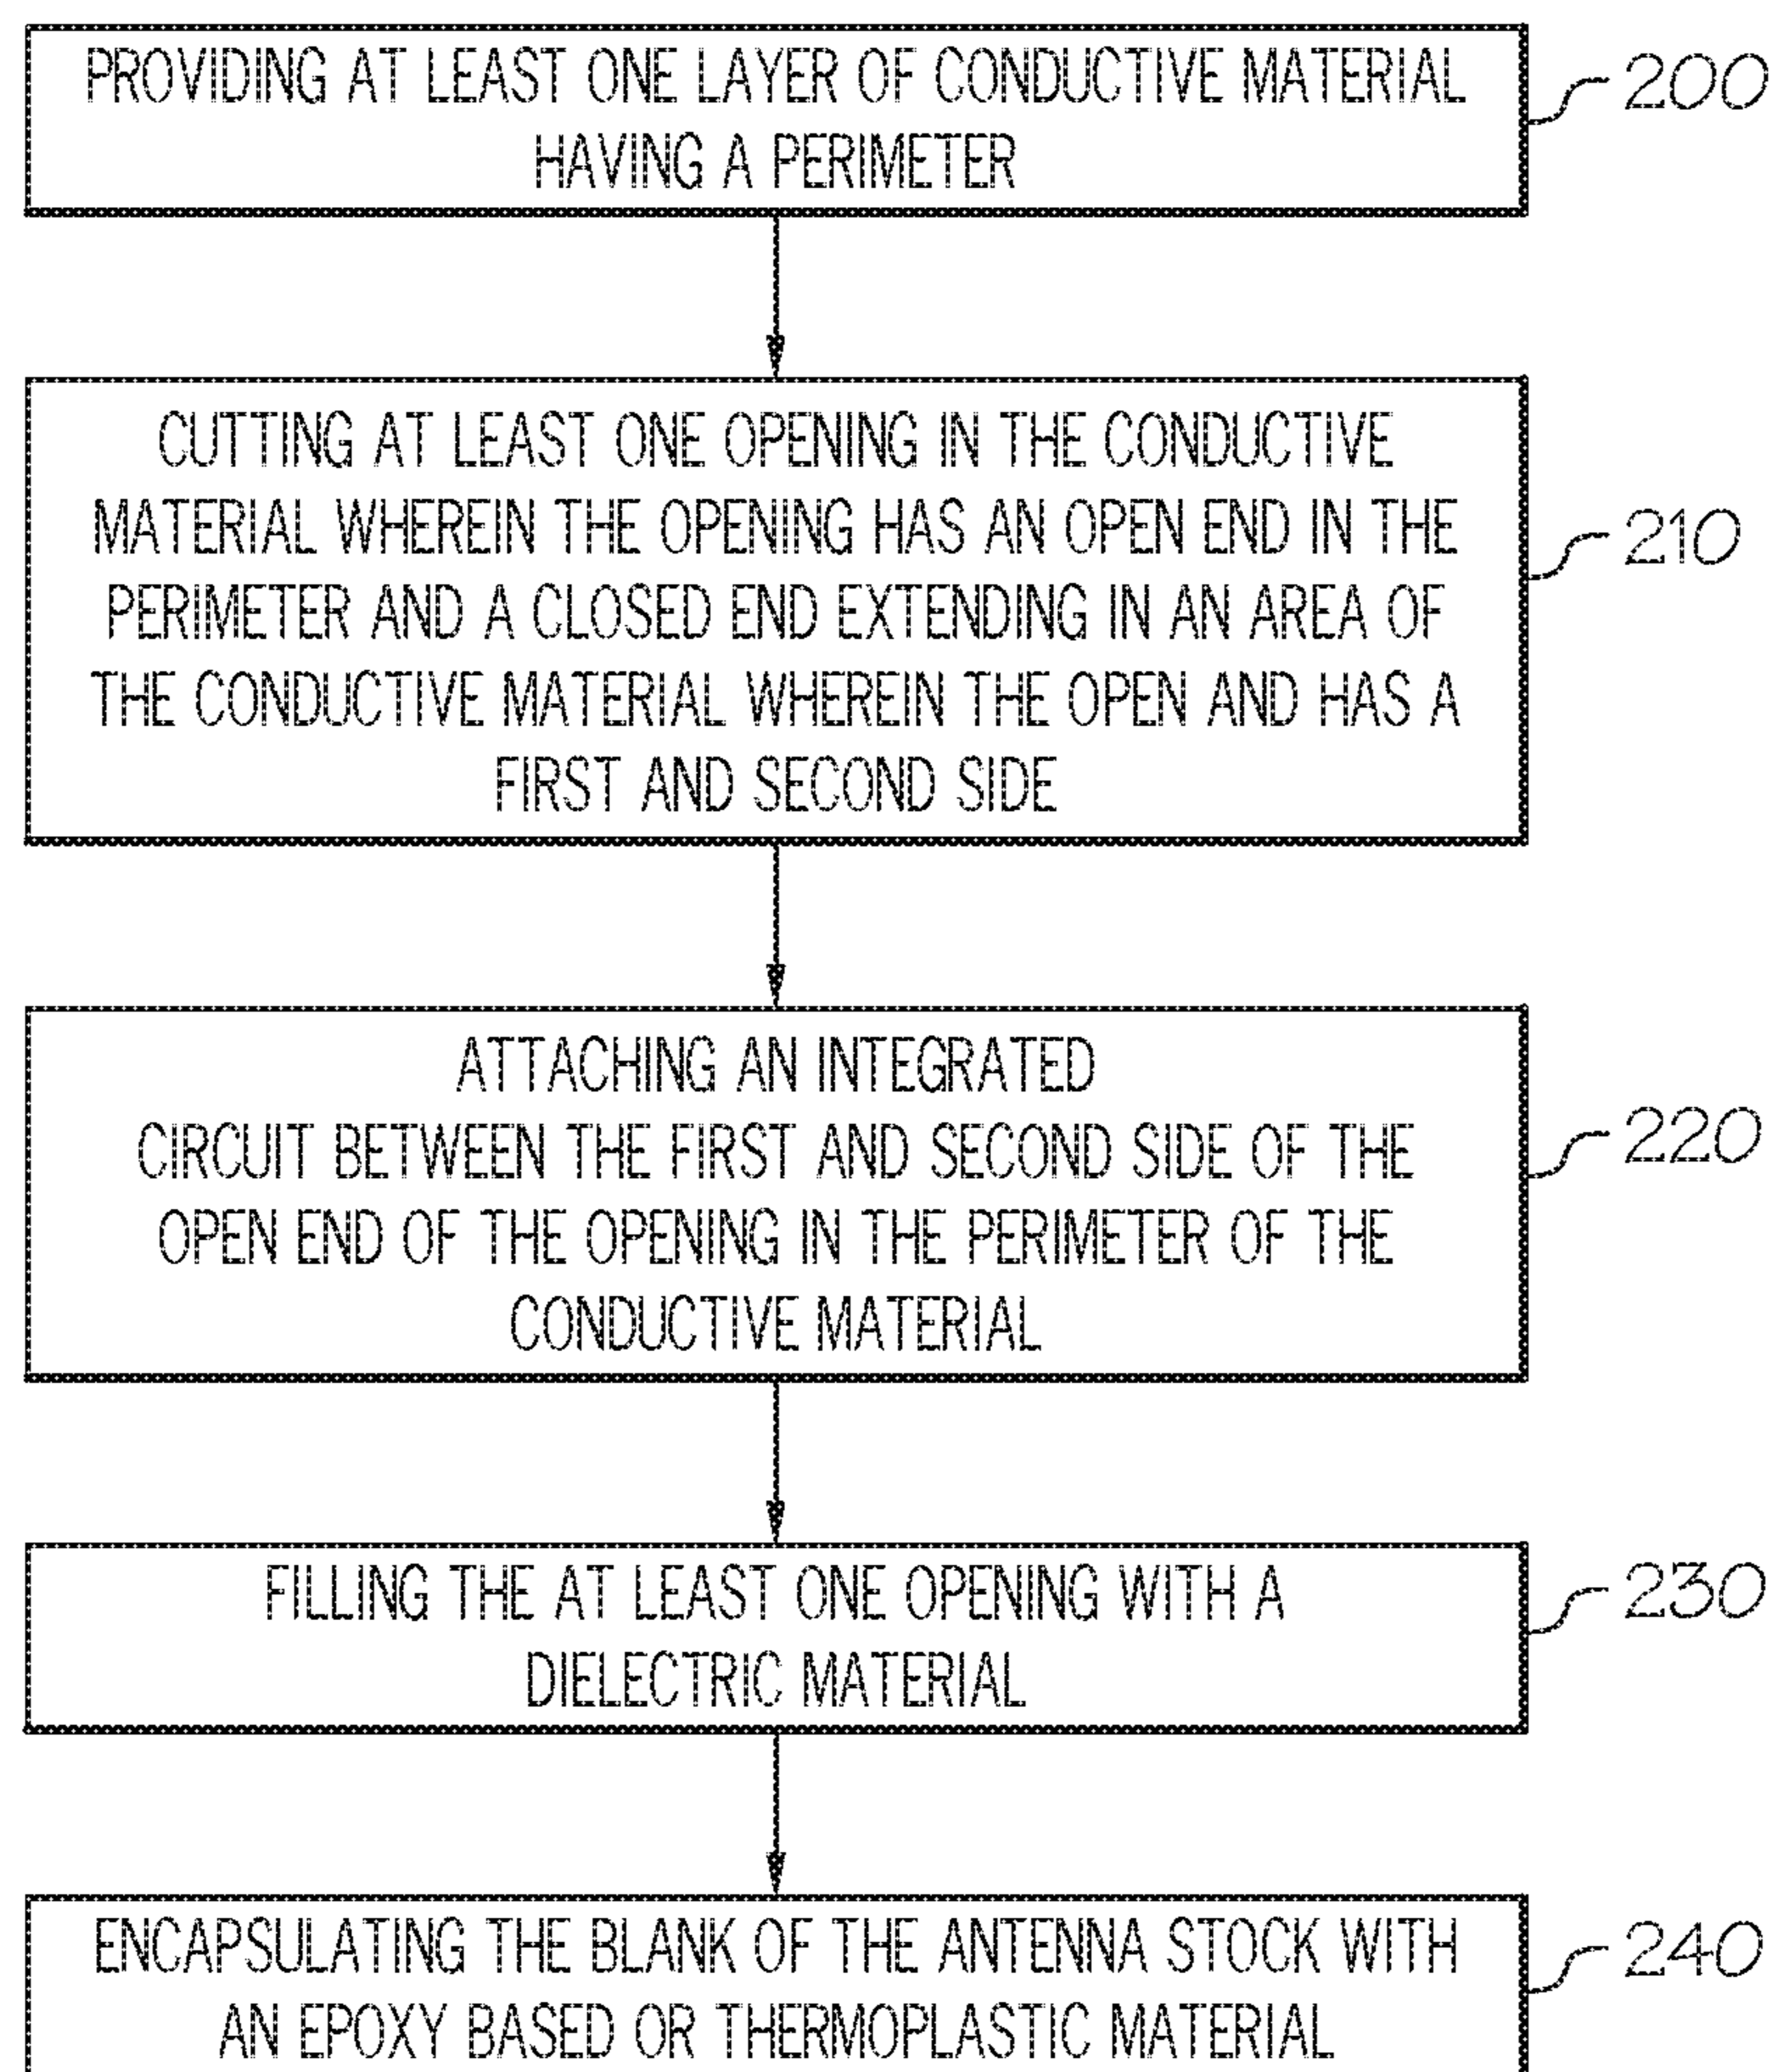 PROVIDING AT LEAST ONE LAYER OF CONDUCTIVE MATERIAL
HAVING A PERIMETER
200
CUTTING AT LEAST ONE OPENING IN THE CONDUCTIVE
MATERIAL WHEREIN THE OPENING HAS AN OPEN END IN THE
PERIMETER AND A CLOSED END EXTENDING IN AN AREA OF
THE CONDUCTIVE MATERIAL WHEREIN THE OPEN AND HAS A
FIRST AND SECOND SIDE
210
ATTACHING AN INTEGRATED
CIRCUIT BETWEEN THE FIRST AND SECOND SIDE OF THE
OPEN END OF THE OPENING IN THE PERIMETER OF THE
CONDUCTIVE MATERIAL
220
FILLING THE AT LEAST ONE OPENING WITH A
DIELECTRIC MATERIAL
230
ENCAPSULATING THE BLANK OF THE ANTENNA STOCK WITH
AN EPOXY BASED OR THERMOPLASTIC MATERIAL
240